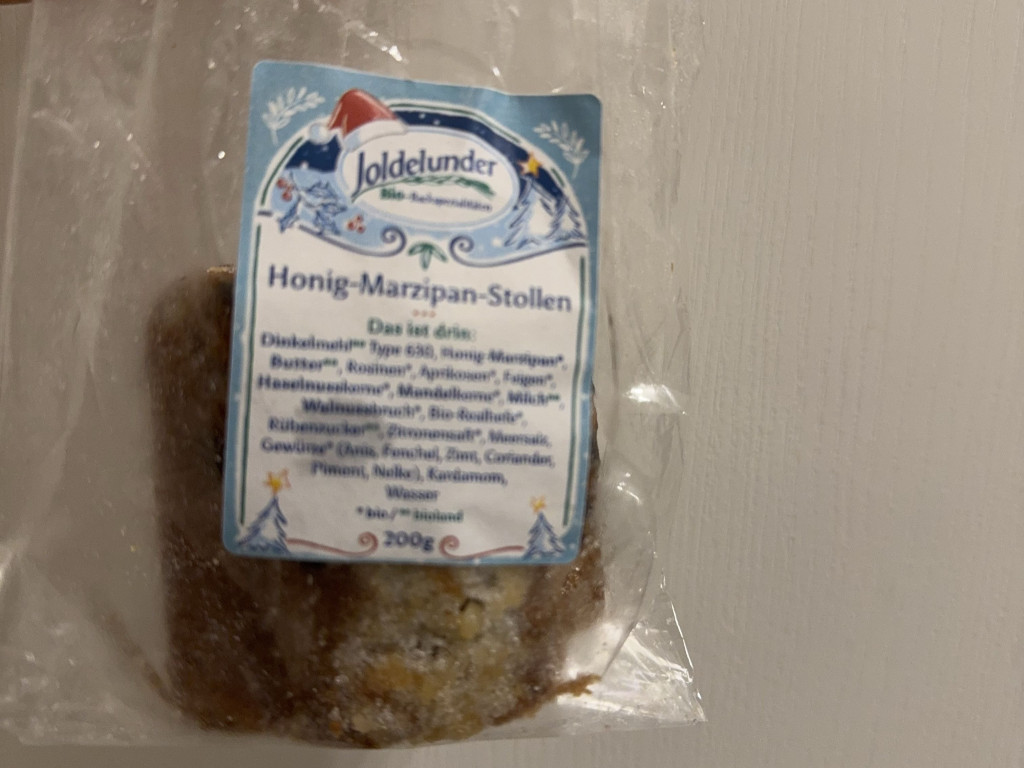 Joldelunder
Bio-Backspezialitäten
Honig-Marzipan-Stollen
Das ist drin:
Dinkelmehl** Type 630, Honig-Marzipan*,
Butter**, Rosinen*, Aprikosen*, Feigen*,
Haselnusskerne*, Mandelkerne*, Milch**,
Walnussbruch*, Bio-Realhefe*,
Rübenzucker**, Zitronensaft*, Meersalz,
Gewürze* (Anis, Fenchel, Zimt, Coriander,
Piment, Nelke), Kardamom,
Wasser
* bio / ** bioland
200g